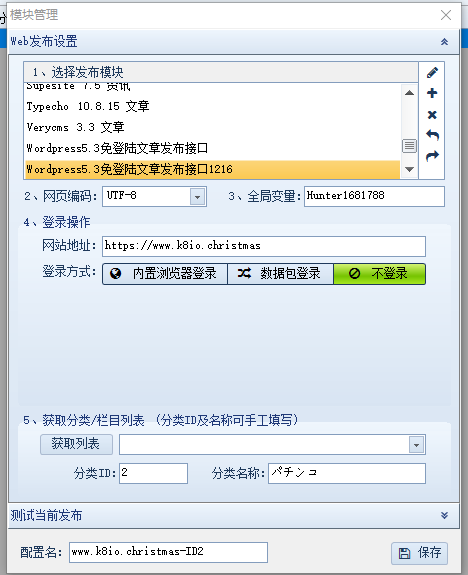 模块管理
Web发布设置
1、选择发布模块
Supesite 7.5 资讯
Typecho 10.8.15 文章
Verycms 3.3 文章
Wordpress5.3免登陆文章发布接口
Wordpress5.3免登陆文章发布接口1216
2、网页编码: UTF-8 3、全局变量: Hunter1681788
4、登录操作
网站地址: https://www.k8io.christmas
登录方式: 内置浏览器登录 数据包登录 不登录
5、获取分类/栏目列表 (分类ID及名称可手工填写)
获取列表
分类ID: 2 分类名称: パチンコ
测试当前发布
配置名: www.k8io.christmas-ID2 保存